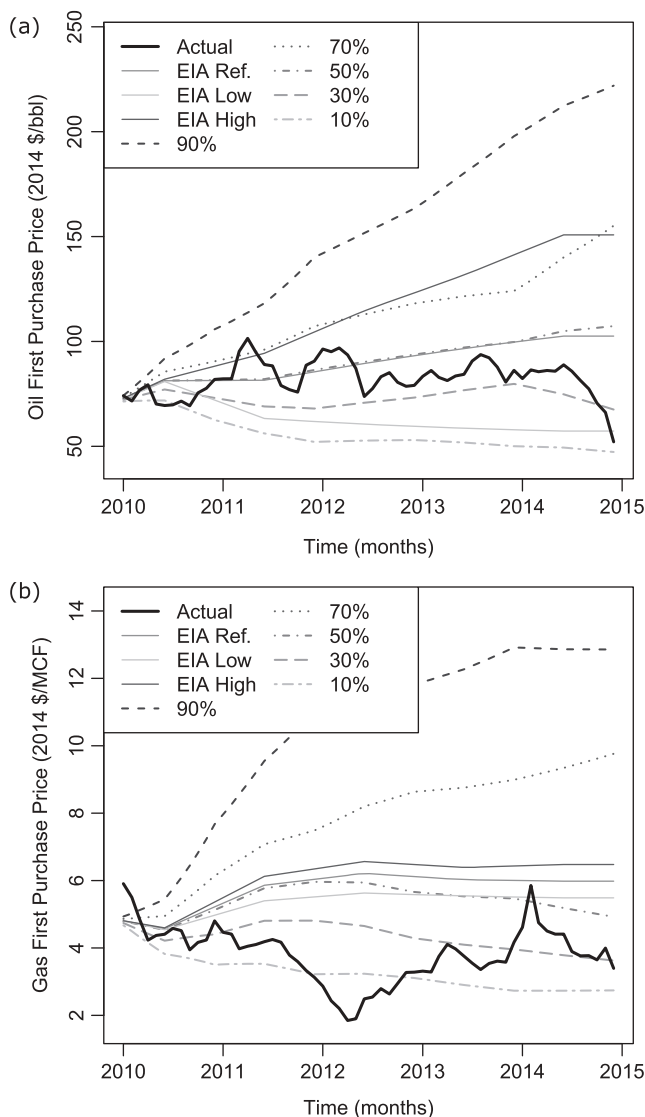 (a)
Oil First Purchase Price (2014 $/bbl)
250
200
150
100
50
Actual
EIA Ref.
EIA Low
EIA High
90%
70%
50%
30%
10%
2010 2011 2012 2013 2014 2015
Time (months)
(b)
Gas First Purchase Price (2014 $/MCF)
14
12
10
8
6
4
2
Actual
EIA Ref.
EIA Low
EIA High
90%
70%
50%
30%
10%
2010 2011 2012 2013 2014 2015
Time (months)